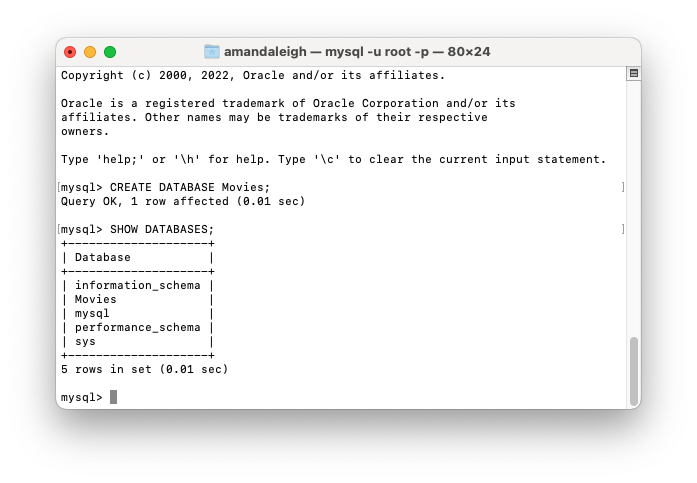 amandaleigh — mysql -u root -p — 80×24
Copyright (c) 2000, 2022, Oracle and/or its affiliates.
Oracle is a registered trademark of Oracle Corporation and/or its
affiliates. Other names may be trademarks of their respective
owners.
Type 'help;' or '\h' for help. Type '\c' to clear the current input statement.
[mysql> CREATE DATABASE Movies; ]
Query OK, 1 row affected (0.01 sec)
[mysql> SHOW DATABASES; ]
+--------------------+
| Database           |
+--------------------+
| information_schema |
| Movies             |
| mysql              |
| performance_schema |
| sys                |
+--------------------+
5 rows in set (0.01 sec)
mysql>